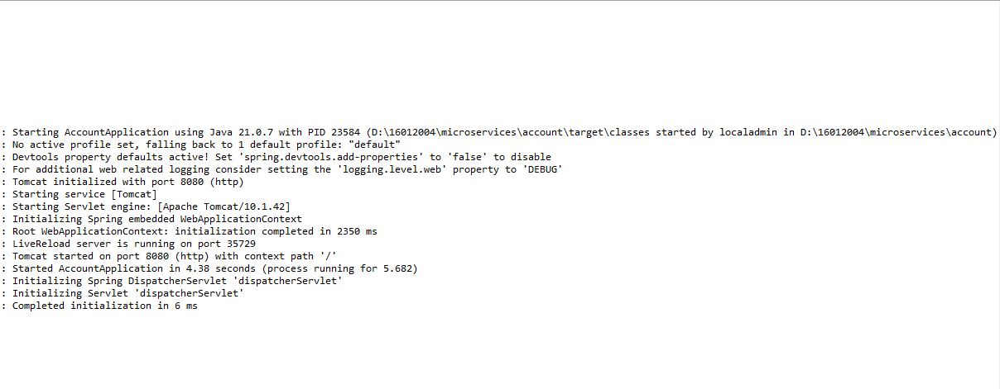 : Starting AccountApplication using Java 21.0.7 with PID 23584 (D:\16012004\microservices\account\target\classes started by localadmin in D:\16012004\microservices\account)
: No active profile set, falling back to 1 default profile: "default"
: Devtools property defaults active! Set 'spring.devtools.add-properties' to 'false' to disable
: For additional web related logging consider setting the 'logging.level.web' property to 'DEBUG'
: Tomcat initialized with port 8080 (http)
: Starting service [Tomcat]
: Starting Servlet engine: [Apache Tomcat/10.1.42]
: Initializing Spring embedded WebApplicationContext
: Root WebApplicationContext: initialization completed in 2350 ms
: LiveReload server is running on port 35729
: Tomcat started on port 8080 (http) with context path '/'
: Started AccountApplication in 4.38 seconds (process running for 5.682)
: Initializing Spring DispatcherServlet 'dispatcherServlet'
: Initializing Servlet 'dispatcherServlet'
: Completed initialization in 6 ms